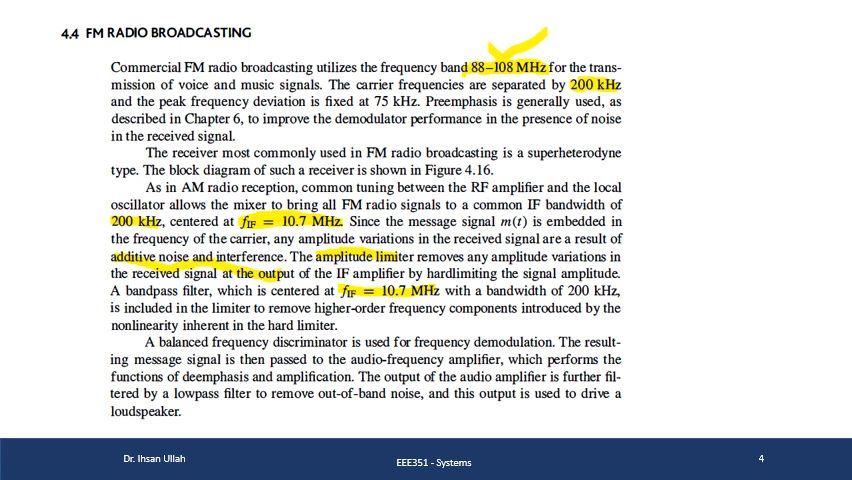 4.4 FM RADIO BROADCASTING
Commercial FM radio broadcasting utilizes the frequency band 88–108 MHz for the trans-
mission of voice and music signals. The carrier frequencies are separated by 200 kHz
and the peak frequency deviation is fixed at 75 kHz. Preemphasis is generally used, as
described in Chapter 6, to improve the demodulator performance in the presence of noise
in the received signal.
The receiver most commonly used in FM radio broadcasting is a superheterodyne
type. The block diagram of such a receiver is shown in Figure 4.16.
As in AM radio reception, common tuning between the RF amplifier and the local
oscillator allows the mixer to bring all FM radio signals to a common IF bandwidth of
200 kHz, centered at fIF = 10.7 MHz. Since the message signal m(t) is embedded in
the frequency of the carrier, any amplitude variations in the received signal are a result of
additive noise and interference. The amplitude limiter removes any amplitude variations in
the received signal at the output of the IF amplifier by hardlimiting the signal amplitude.
A bandpass filter, which is centered at fIF = 10.7 MHz with a bandwidth of 200 kHz,
is included in the limiter to remove higher-order frequency components introduced by the
nonlinearity inherent in the hard limiter.
A balanced frequency discriminator is used for frequency demodulation. The result-
ing message signal is then passed to the audio-frequency amplifier, which performs the
functions of deemphasis and amplification. The output of the audio amplifier is further fil-
tered by a lowpass filter to remove out-of-band noise, and this output is used to drive a
loudspeaker.
Dr. Ihsan Ullah
EEE351 - Systems
4